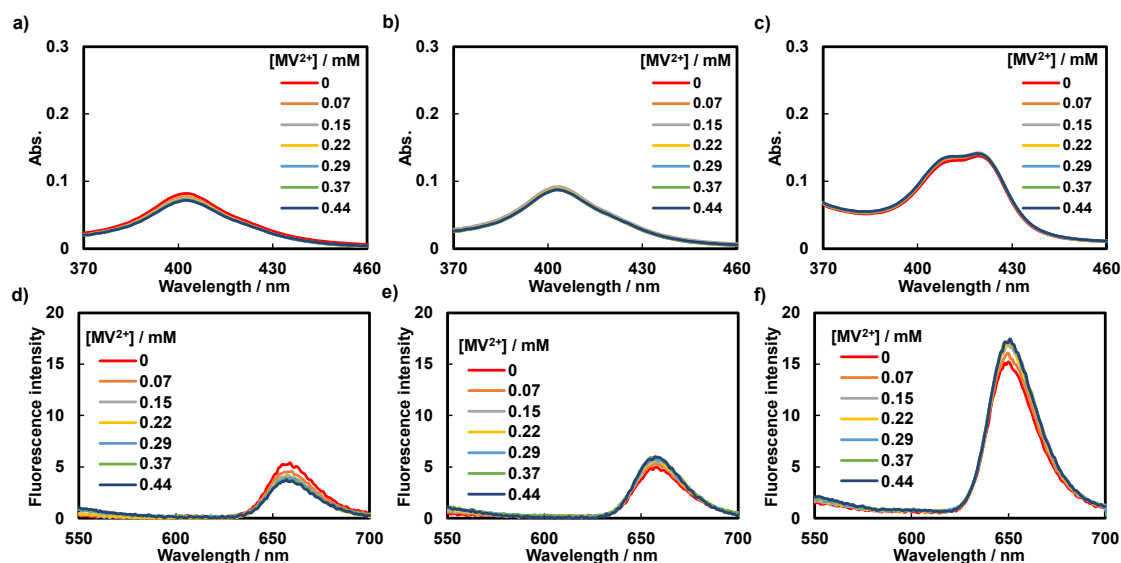 a)
0.3
0.2
0.1
0
Abs.
370 400 430 460
Wavelength / nm
[MV2+] / mM
0
0.07
0.15
0.22
0.29
0.37
0.44
b)
0.3
0.2
0.1
0
Abs.
370 400 430 460
Wavelength / nm
[MV2+] / mM
0
0.07
0.15
0.22
0.29
0.37
0.44
c)
0.3
0.2
0.1
0
Abs.
370 400 430 460
Wavelength / nm
[MV2+] / mM
0
0.07
0.15
0.22
0.29
0.37
0.44
d)
20
15
10
5
0
Fluorescence intensity
550 600 650 700
Wavelength / nm
[MV2+] / mM
0
0.07
0.15
0.22
0.29
0.37
0.44
e)
20
15
10
5
0
Fluorescence intensity
550 600 650 700
Wavelength / nm
[MV2+] / mM
0
0.07
0.15
0.22
0.29
0.37
0.44
f)
20
15
10
5
0
Fluorescence intensity
550 600 650 700
Wavelength / nm
[MV2+] / mM
0
0.07
0.15
0.22
0.29
0.37
0.44